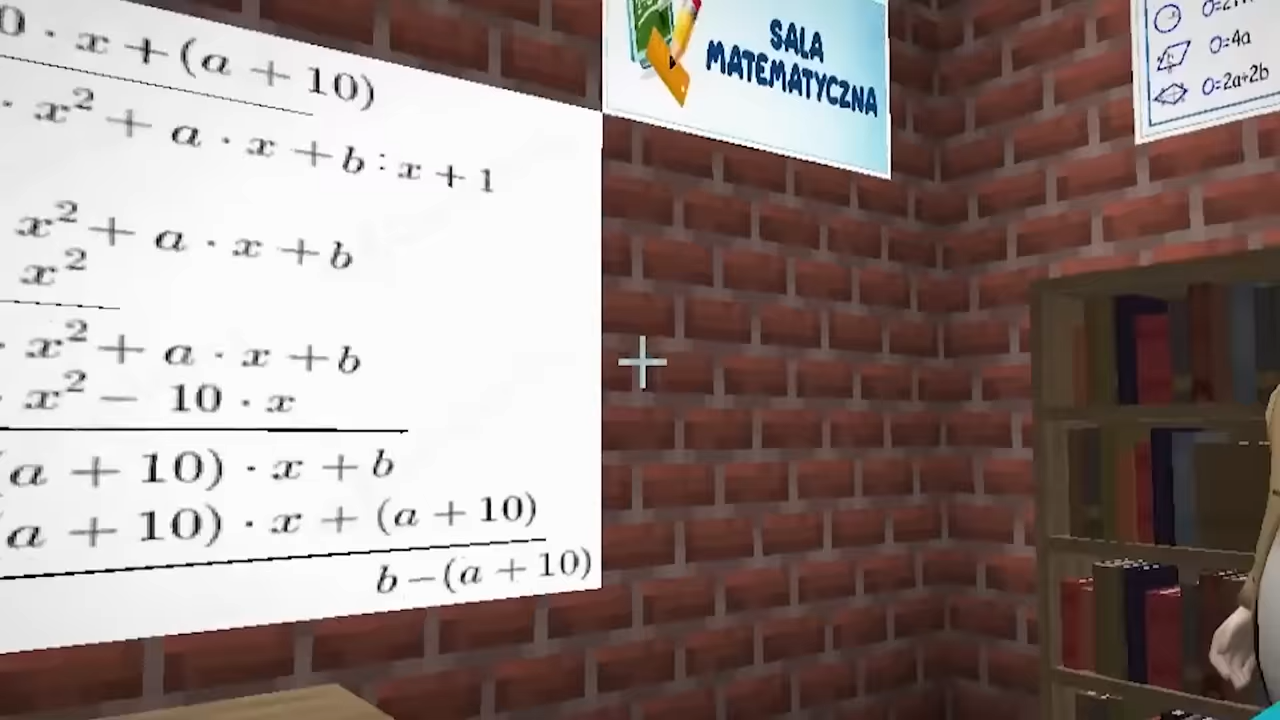 0 · x + (a + 10)
· x² + a · x + b : x + 1
x² + a · x + b
x²
· x² + a · x + b
· x² − 10 · x
(a + 10) · x + b
(a + 10) · x + (a + 10)
b − (a + 10)
SALA
MATEMATYCZNA
O=4a
O=2a+2b